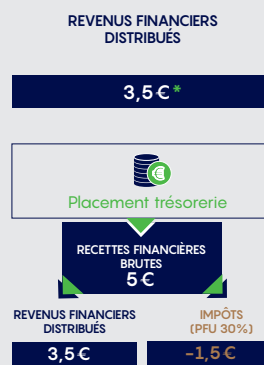 REVENUS FINANCIERS
DISTRIBUÉS
3,5€*
€
Placement trésorerie
RECETTES FINANCIÈRES
BRUTES
5€
REVENUS FINANCIERS
DISTRIBUÉS
3,5€
IMPÔTS
(PFU 30%)
-1,5€